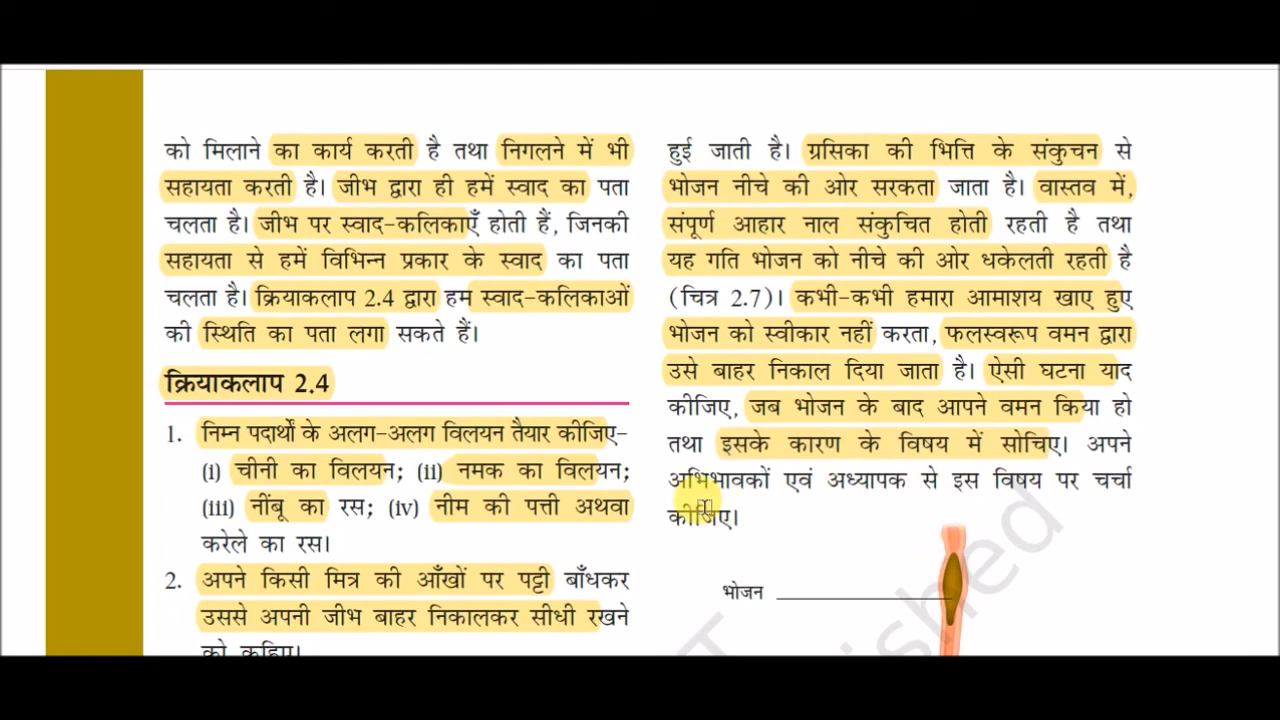 को मिलाने का कार्य करती है तथा निगलने में भी
सहायता करती है। जीभ द्वारा ही हमें स्वाद का पता
चलता है। जीभ पर स्वाद-कलिकाएँ होती हैं, जिनकी
सहायता से हमें विभिन्न प्रकार के स्वाद का पता
चलता है। क्रियाकलाप 2.4 द्वारा हम स्वाद-कलिकाओं
की स्थिति का पता लगा सकते हैं।
क्रियाकलाप 2.4
1. निम्न पदार्थों के अलग-अलग विलयन तैयार कीजिए-
(i) चीनी का विलयन; (ii) नमक का विलयन;
(iii) नींबू का रस; (iv) नीम की पत्ती अथवा
करेले का रस।
2. अपने किसी मित्र की आँखों पर पट्टी बाँधकर
उससे अपनी जीभ बाहर निकालकर सीधी रखने
को कहिए।
हुई जाती है। ग्रसिका की भित्ति के संकुचन से
भोजन नीचे की ओर सरकता जाता है। वास्तव में,
संपूर्ण आहार नाल संकुचित होती रहती है तथा
यह गति भोजन को नीचे की ओर धकेलती रहती है
(चित्र 2.7)। कभी-कभी हमारा आमाशय खाए हुए
भोजन को स्वीकार नहीं करता, फलस्वरूप वमन द्वारा
उसे बाहर निकाल दिया जाता है। ऐसी घटना याद
कीजिए, जब भोजन के बाद आपने वमन किया हो
तथा इसके कारण के विषय में सोचिए। अपने
अभिभावकों एवं अध्यापक से इस विषय पर चर्चा
कीजिए।
भोजन